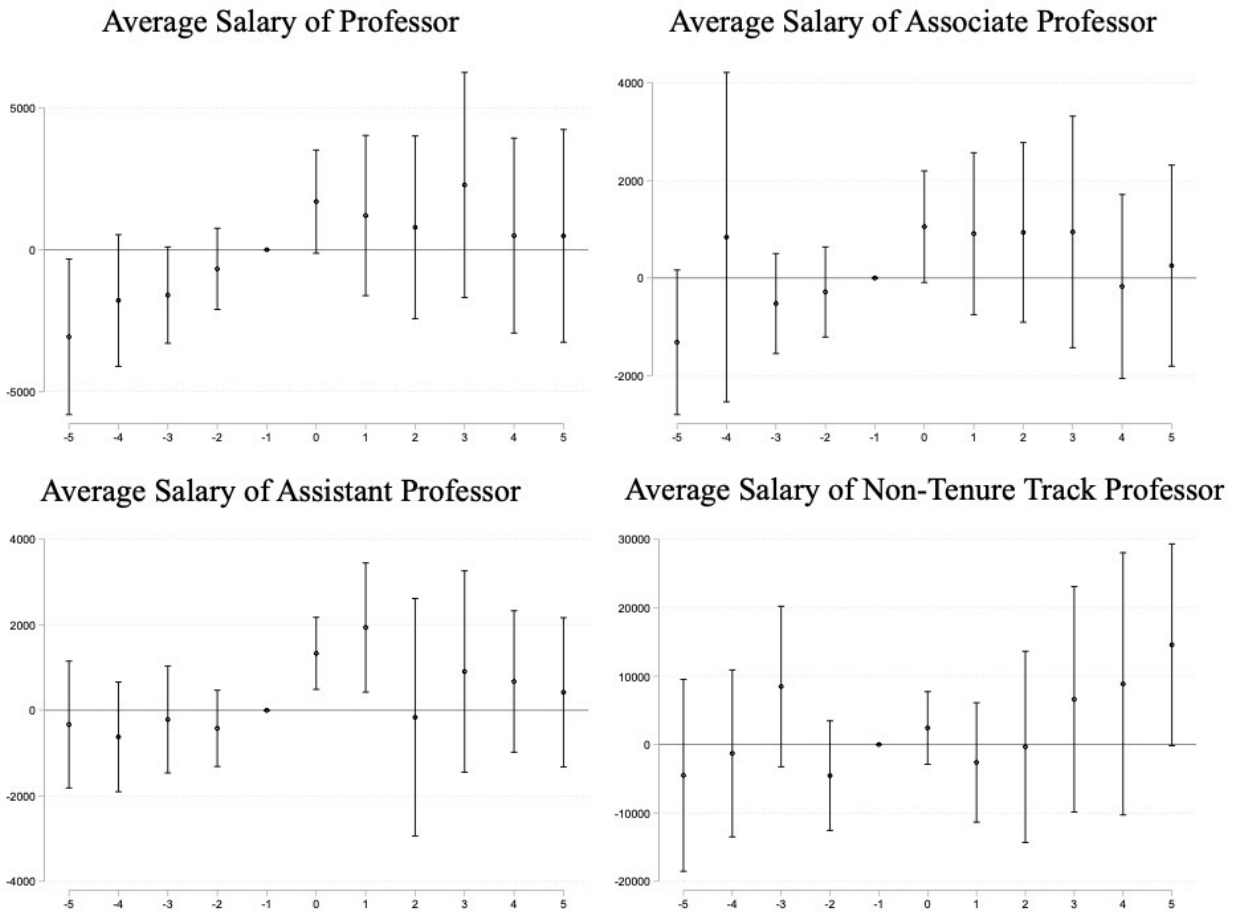 Average Salary of Professor
5000
0
-5000
-5 -4 -3 -2 -1 0 1 2 3 4 5
Average Salary of Associate Professor
4000
2000
0
-2000
-5 -4 -3 -2 -1 0 1 2 3 4 5
Average Salary of Assistant Professor
4000
2000
0
-2000
-4000
-5 -4 -3 -2 -1 0 1 2 3 4 5
Average Salary of Non-Tenure Track Professor
30000
20000
10000
0
-10000
-20000
-5 -4 -3 -2 -1 0 1 2 3 4 5